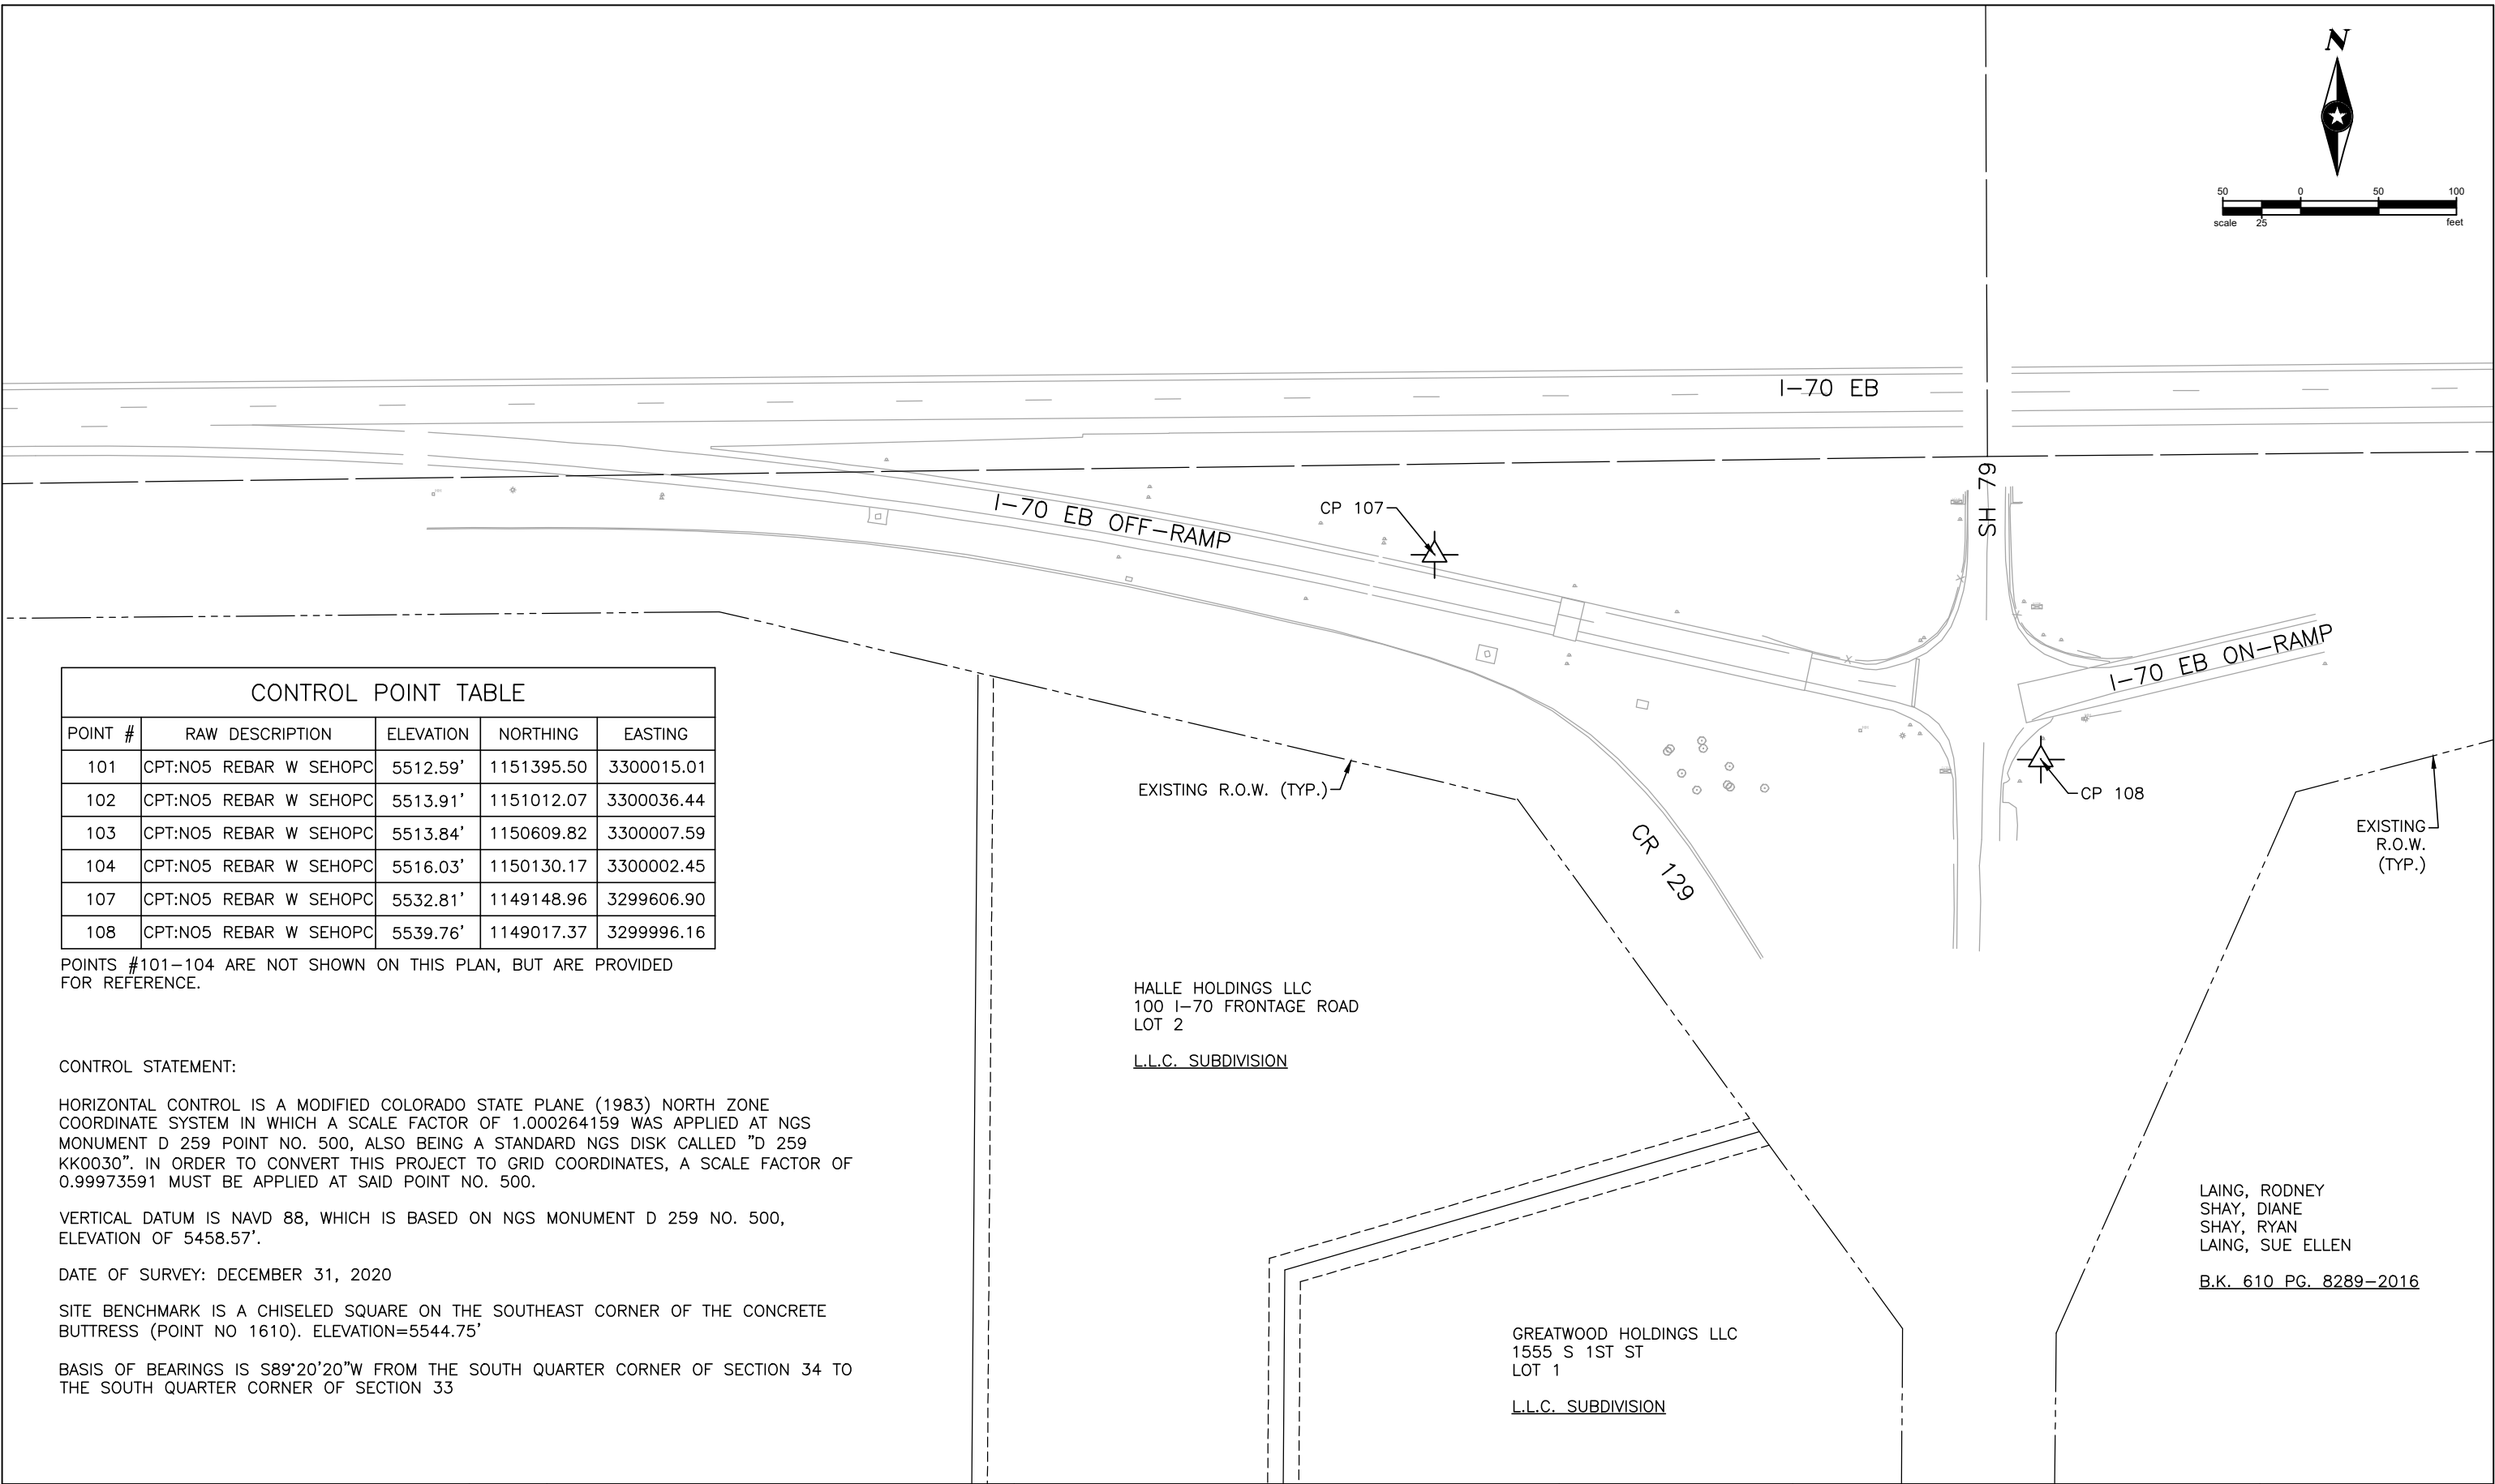 N
50 0 50 100
scale 25 feet
I-70 EB
SH 79
CP 107
I-70 EB OFF-RAMP
I-70 EB ON-RAMP
CP 108
EXISTING R.O.W. (TYP.)
EXISTING
R.O.W.
(TYP.)
CR 129
CONTROL POINT TABLE
POINT # RAW DESCRIPTION ELEVATION NORTHING EASTING
101 CPT:NO5 REBAR W SEHOPC 5512.59' 1151395.50 3300015.01
102 CPT:NO5 REBAR W SEHOPC 5513.91' 1151012.07 3300036.44
103 CPT:NO5 REBAR W SEHOPC 5513.84' 1150609.82 3300007.59
104 CPT:NO5 REBAR W SEHOPC 5516.03' 1150130.17 3300002.45
107 CPT:NO5 REBAR W SEHOPC 5532.81' 1149148.96 3299606.90
108 CPT:NO5 REBAR W SEHOPC 5539.76' 1149017.37 3299996.16
POINTS #101-104 ARE NOT SHOWN ON THIS PLAN, BUT ARE PROVIDED
FOR REFERENCE.
CONTROL STATEMENT:
HORIZONTAL CONTROL IS A MODIFIED COLORADO STATE PLANE (1983) NORTH ZONE
COORDINATE SYSTEM IN WHICH A SCALE FACTOR OF 1.000264159 WAS APPLIED AT NGS
MONUMENT D 259 POINT NO. 500, ALSO BEING A STANDARD NGS DISK CALLED "D 259
KK0030". IN ORDER TO CONVERT THIS PROJECT TO GRID COORDINATES, A SCALE FACTOR OF
0.99973591 MUST BE APPLIED AT SAID POINT NO. 500.
VERTICAL DATUM IS NAVD 88, WHICH IS BASED ON NGS MONUMENT D 259 NO. 500,
ELEVATION OF 5458.57'.
DATE OF SURVEY: DECEMBER 31, 2020
SITE BENCHMARK IS A CHISELED SQUARE ON THE SOUTHEAST CORNER OF THE CONCRETE
BUTTRESS (POINT NO 1610). ELEVATION=5544.75'
BASIS OF BEARINGS IS S89°20'20"W FROM THE SOUTH QUARTER CORNER OF SECTION 34 TO
THE SOUTH QUARTER CORNER OF SECTION 33
HALLE HOLDINGS LLC
100 I-70 FRONTAGE ROAD
LOT 2
L.L.C. SUBDIVISION
GREATWOOD HOLDINGS LLC
1555 S 1ST ST
LOT 1
L.L.C. SUBDIVISION
LAING, RODNEY
SHAY, DIANE
SHAY, RYAN
LAING, SUE ELLEN
B.K. 610 PG. 8289-2016